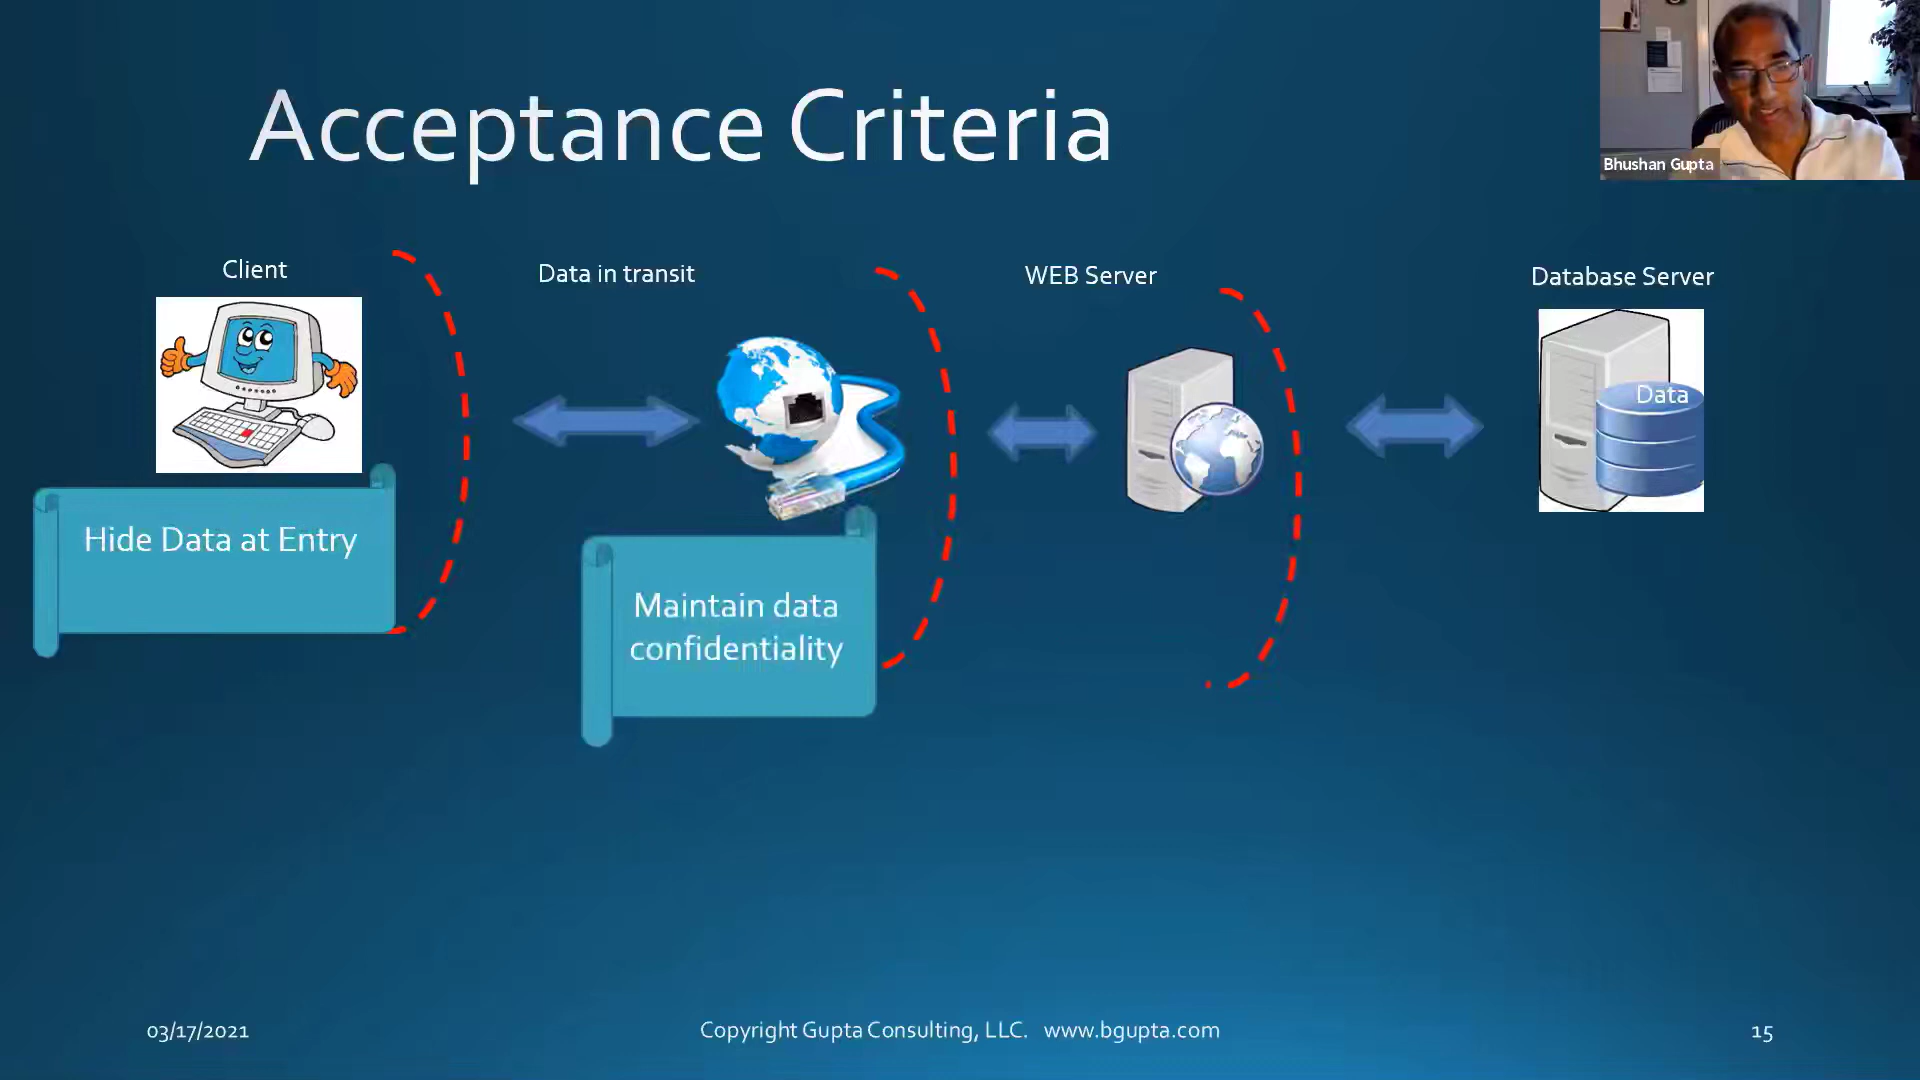 Acceptance Criteria
Bhushan Gupta
Client
Data in transit
WEB Server
Database Server
Data
Hide Data at Entry
Maintain data
confidentiality
03/17/2021
Copyright Gupta Consulting, LLC. www.bgupta.com
15